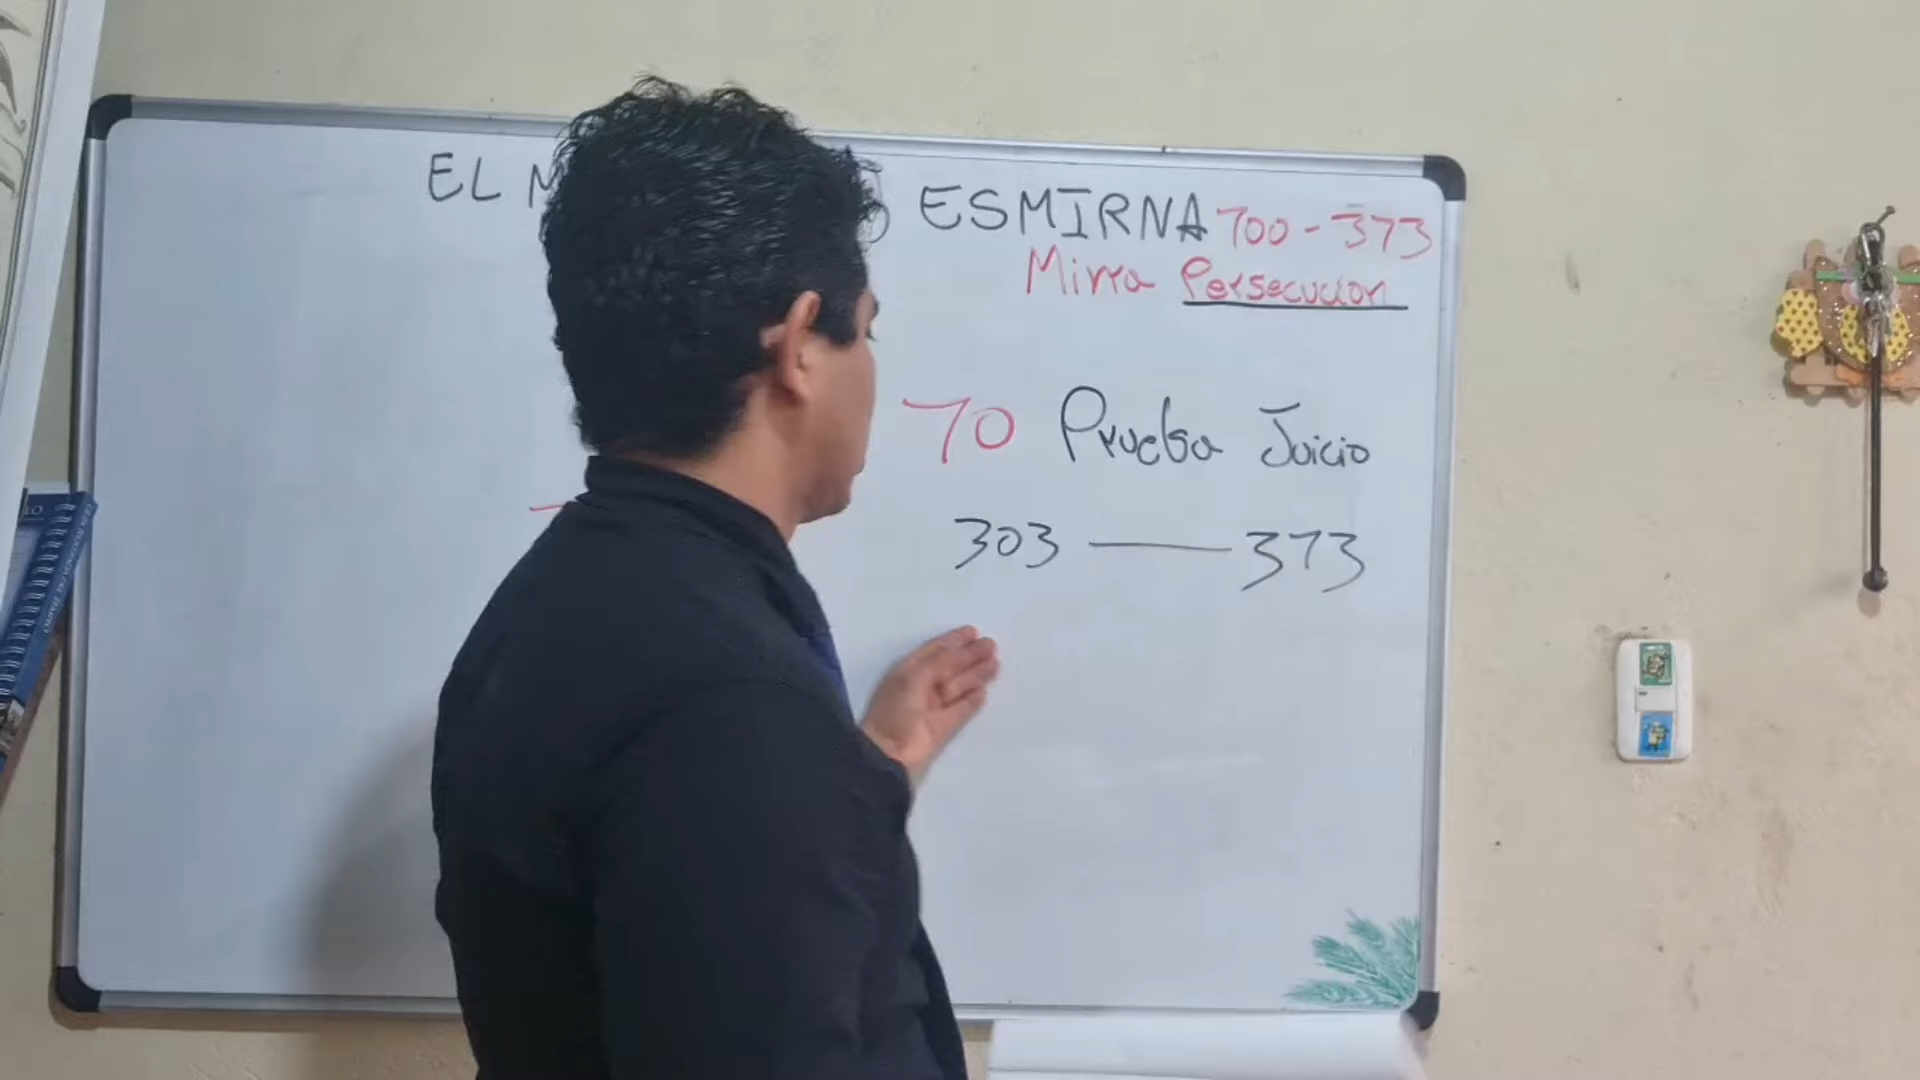 EL ESMIRNA 700-373
Mirra Persecucion
70 Prueba Juicio
303 — 373